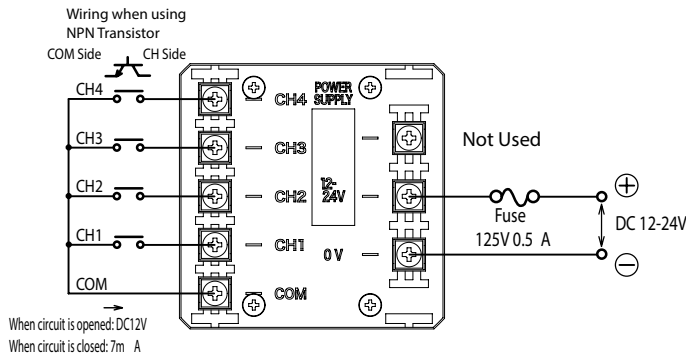 Wiring when using
NPN Transistor
COM Side CH Side
CH4
CH3
CH2
CH1
COM
When circuit is opened: DC12V
When circuit is closed: 7m A
CH4
CH3
CH2
CH1
COM
POWER
SUPPLY
12-
24V
0 V
Not Used
Fuse
125V 0.5 A
+
DC 12-24V
−